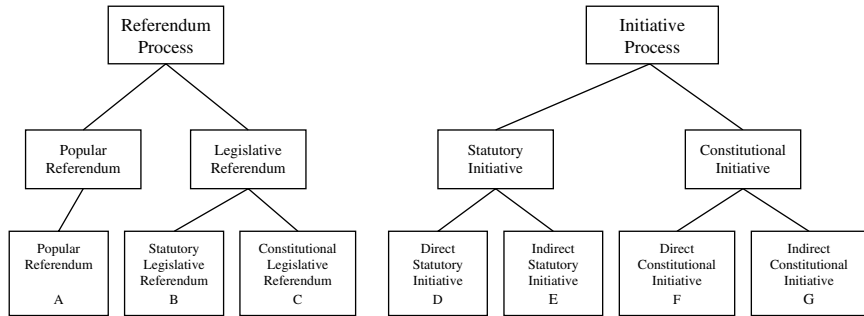 Referendum
Process
Initiative
Process
Popular
Referendum
Legislative
Referendum
Statutory
Initiative
Constitutional
Initiative
Popular
Referendum
A
Statutory
Legislative
Referendum
B
Constitutional
Legislative
Referendum
C
Direct
Statutory
Initiative
D
Indirect
Statutory
Initiative
E
Direct
Constitutional
Initiative
F
Indirect
Constitutional
Initiative
G